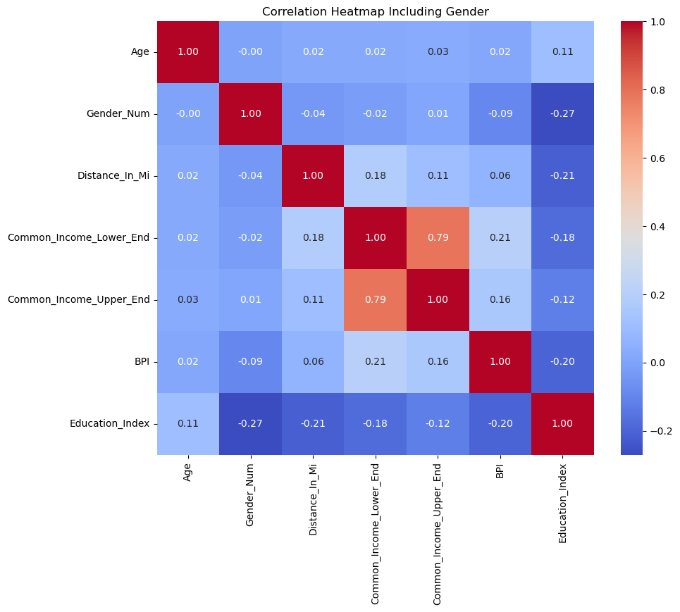 Correlation Heatmap Including Gender
Age 1.00 -0.00 0.02 0.02 0.03 0.02 0.11
Gender_Num -0.00 1.00 -0.04 -0.02 0.01 -0.09 -0.27
Distance_In_Mi 0.02 -0.04 1.00 0.18 0.11 0.06 -0.21
Common_Income_Lower_End 0.02 -0.02 0.18 1.00 0.79 0.21 -0.18
Common_Income_Upper_End 0.03 0.01 0.11 0.79 1.00 0.16 -0.12
BPI 0.02 -0.09 0.06 0.21 0.16 1.00 -0.20
Education_Index 0.11 -0.27 -0.21 -0.18 -0.12 -0.20 1.00
Age
Gender_Num
Distance_In_Mi
Common_Income_Lower_End
Common_Income_Upper_End
BPI
Education_Index
1.0
0.8
0.6
0.4
0.2
0.0
−0.2